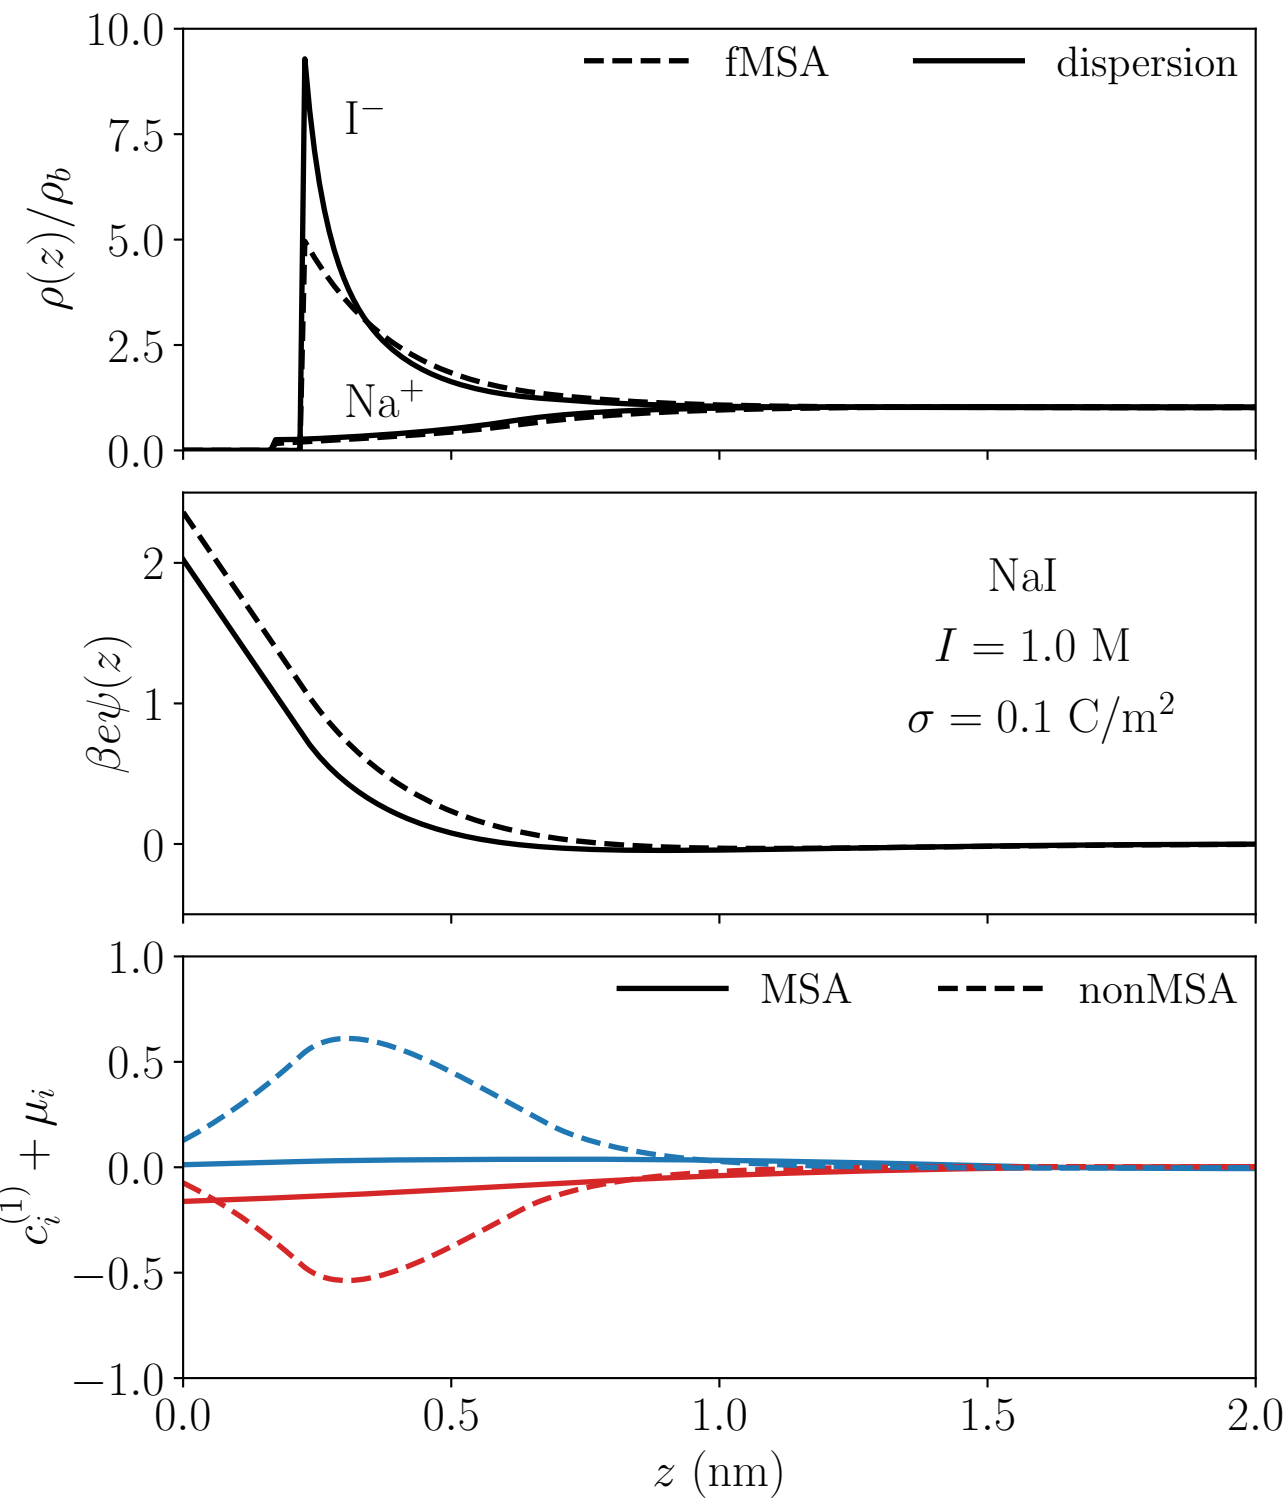 10.0
7.5
5.0
2.5
0.0
ρ(z)/ρ_b
fMSA
dispersion
I⁻
Na⁺
2
1
0
βeψ(z)
NaI
I = 1.0 M
σ = 0.1 C/m²
1.0
0.5
0.0
−0.5
−1.0
c_i^(1) + μ_i
MSA
nonMSA
0.0 0.5 1.0 1.5 2.0
z (nm)